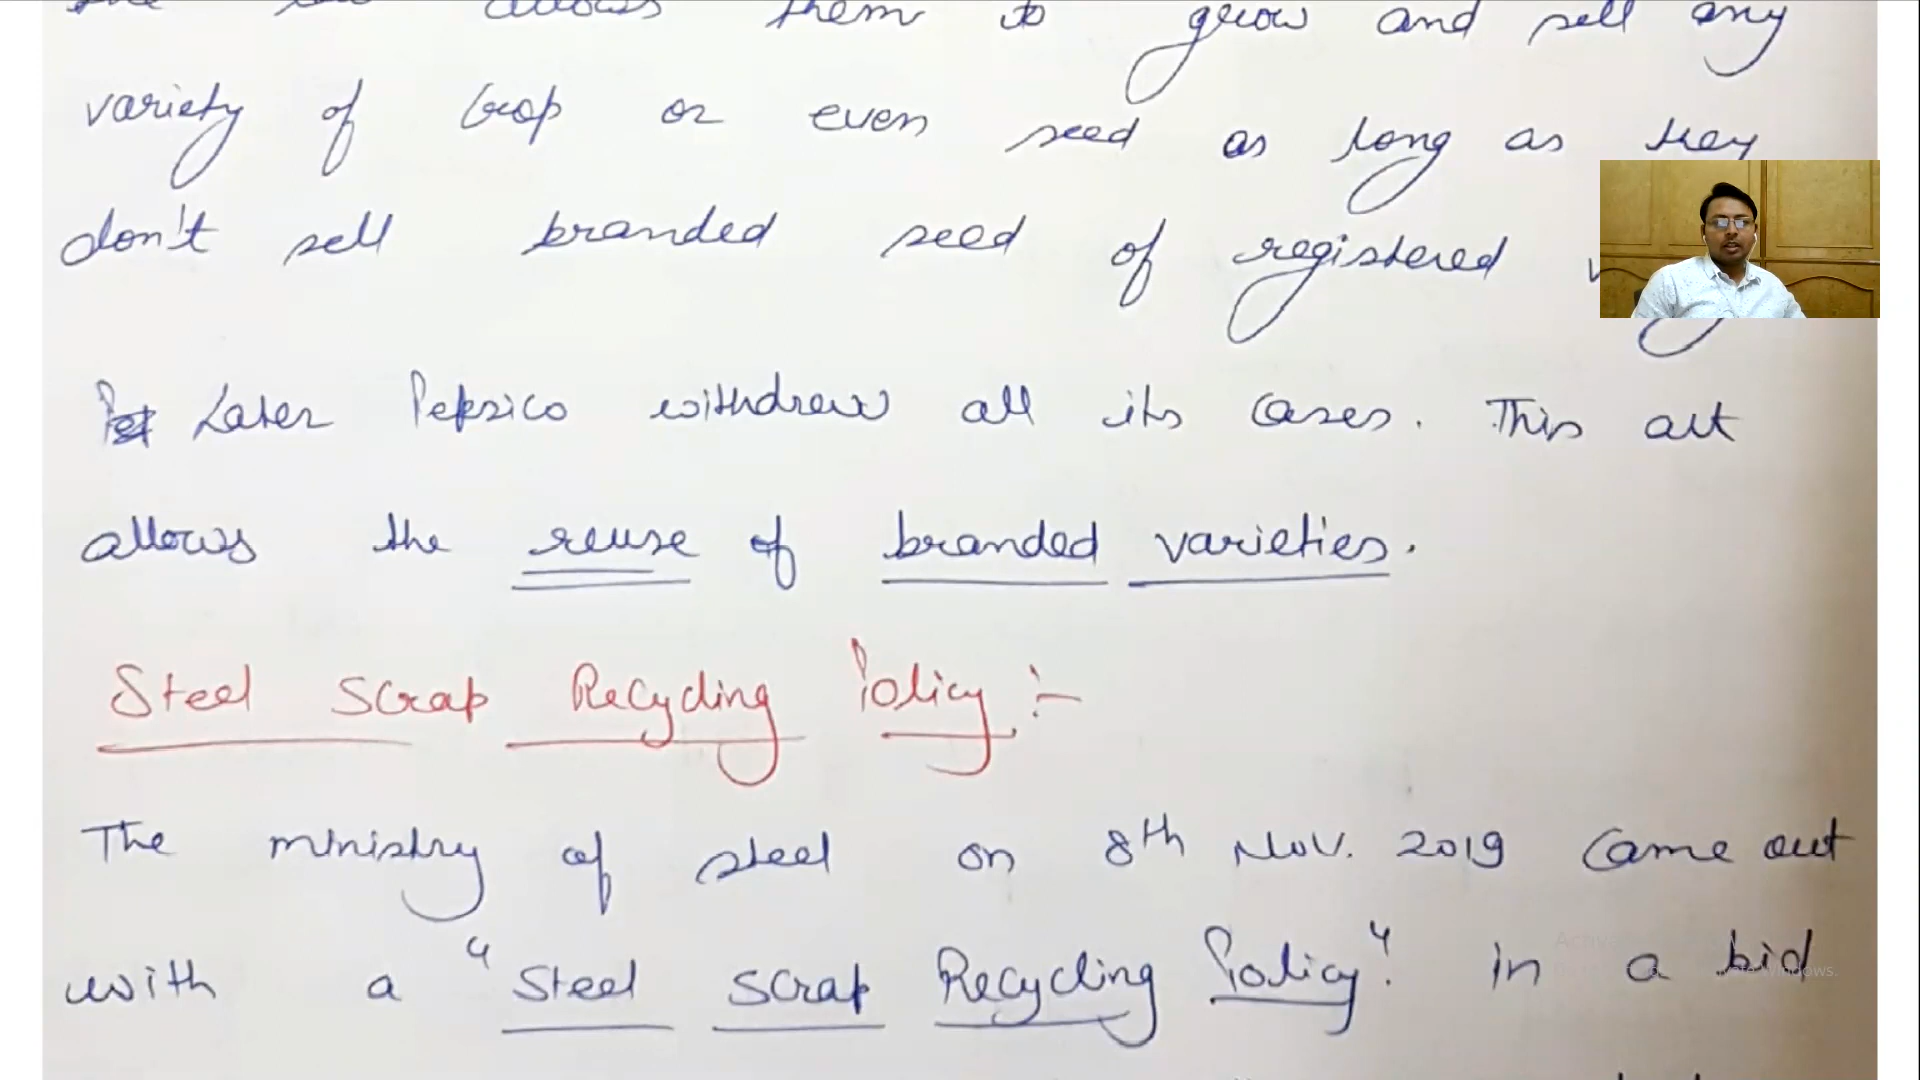 allows them to grow and sell any
variety of crop or even seed as long as they
don't sell branded seed of registered
Later Pepsico withdrew all its cases. This act
allows the reuse of branded varieties.
Steel Scrap Recycling Policy :-
The ministry of steel on 8th Nov. 2019 came out
with a "Steel Scrap Recycling Policy". in a bid